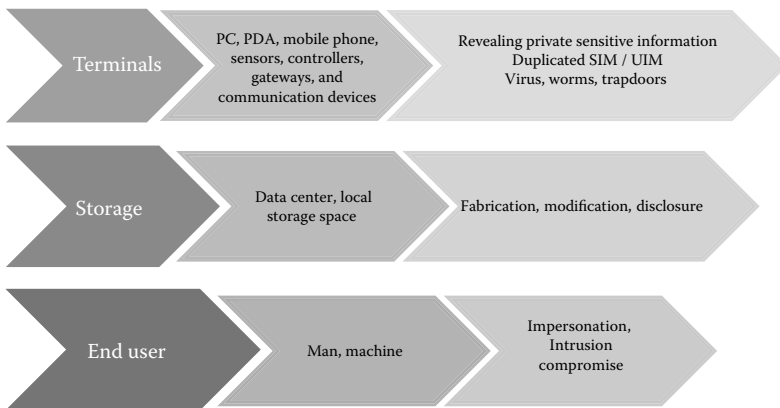 Terminals
PC, PDA, mobile phone,
sensors, controllers,
gateways, and
communication devices
Revealing private sensitive information
Duplicated SIM / UIM
Virus, worms, trapdoors
Storage
Data center, local
storage space
Fabrication, modification, disclosure
End user
Man, machine
Impersonation,
Intrusion
compromise